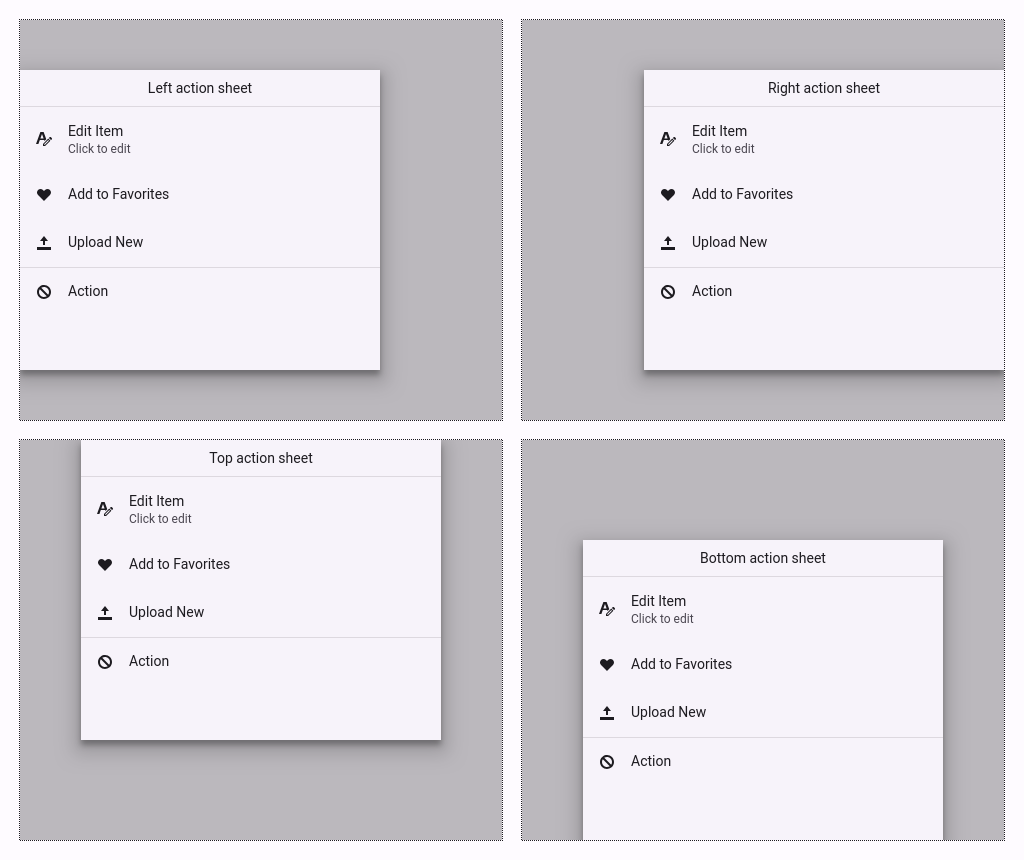 Left action sheet
Edit Item
Click to edit
Add to Favorites
Upload New
Action
Right action sheet
Edit Item
Click to edit
Add to Favorites
Upload New
Action
Top action sheet
Edit Item
Click to edit
Add to Favorites
Upload New
Action
Bottom action sheet
Edit Item
Click to edit
Add to Favorites
Upload New
Action